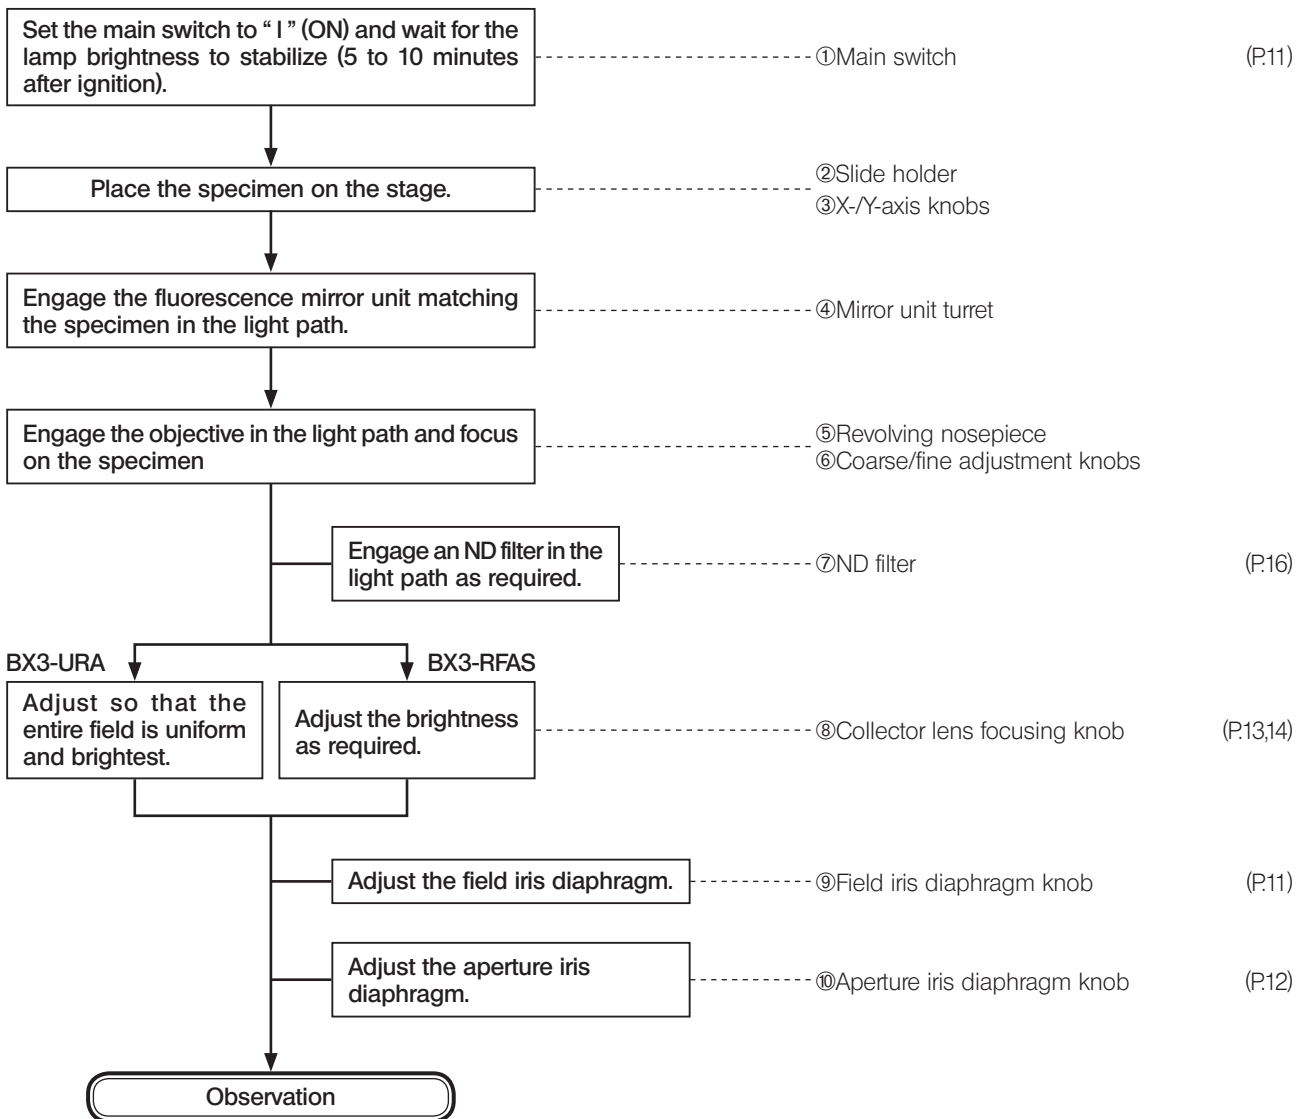 Set the main switch to “ I ” (ON) and wait for the
lamp brightness to stabilize (5 to 10 minutes
after ignition).
①Main switch (P.11)
Place the specimen on the stage.
②Slide holder
③X-/Y-axis knobs
Engage the fluorescence mirror unit matching
the specimen in the light path.
④Mirror unit turret
Engage the objective in the light path and focus
on the specimen
⑤Revolving nosepiece
⑥Coarse/fine adjustment knobs
Engage an ND filter in the
light path as required.
⑦ND filter (P.16)
BX3-URA
Adjust so that the
entire field is uniform
and brightest.
BX3-RFAS
Adjust the brightness
as required.
⑧Collector lens focusing knob (P.13,14)
Adjust the field iris diaphragm.
⑨Field iris diaphragm knob (P.11)
Adjust the aperture iris
diaphragm.
⑩Aperture iris diaphragm knob (P.12)
Observation